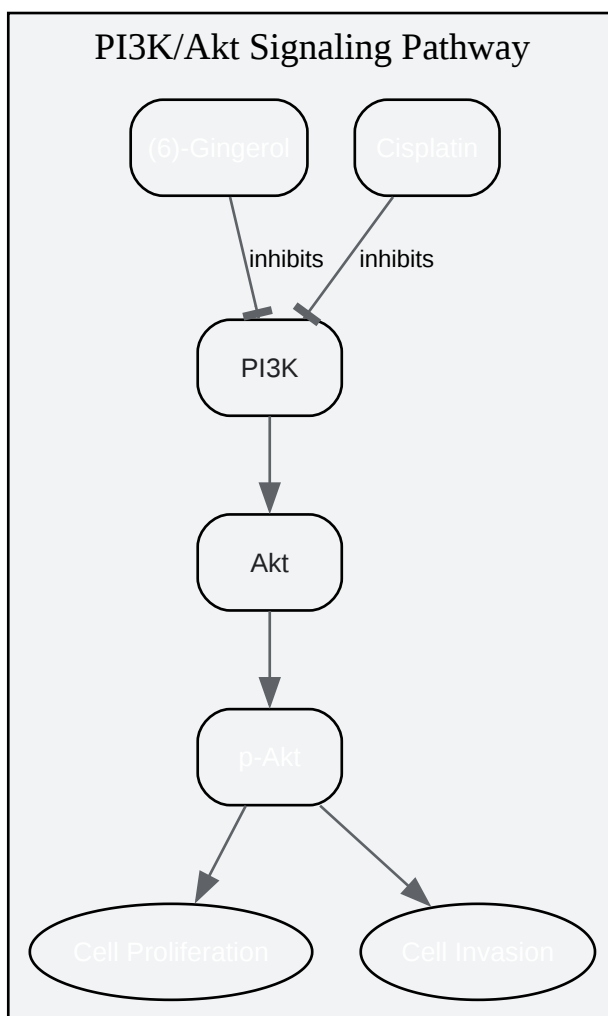 PI3K/Akt Signaling Pathway
(6)-Gingerol
Cisplatin
inhibits
inhibits
PI3K
Akt
p-Akt
Cell Proliferation
Cell Invasion